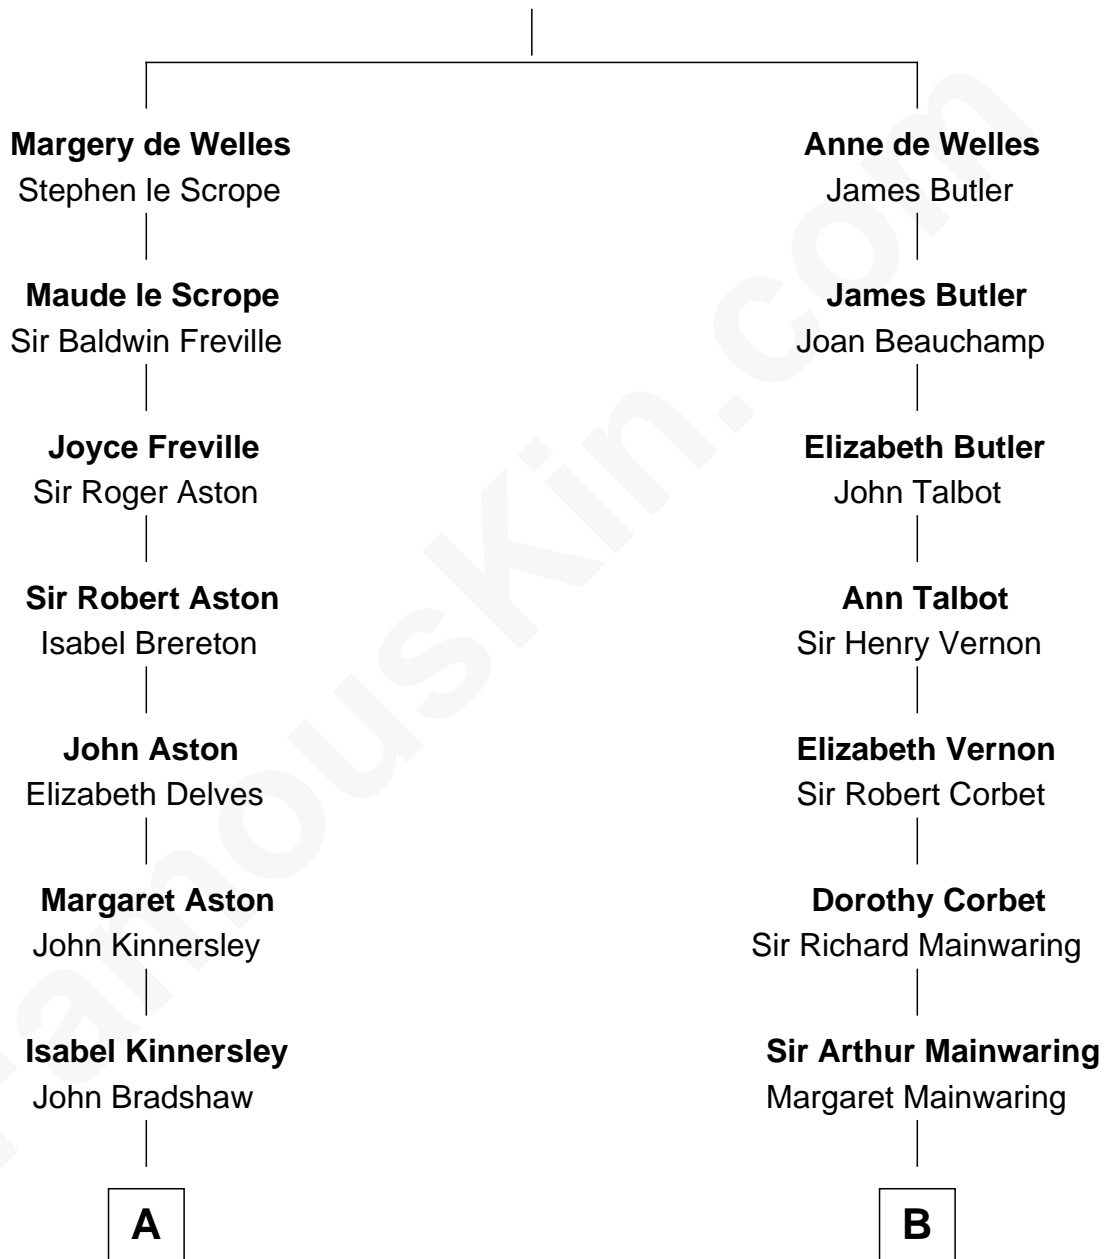 Margery de Welles
Stephen le Scrope
Anne de Welles
James Butler
Maude le Scrope
Sir Baldwin Freville
James Butler
Joan Beauchamp
Joyce Freville
Sir Roger Aston
Elizabeth Butler
John Talbot
Sir Robert Aston
Isabel Brereton
Ann Talbot
Sir Henry Vernon
John Aston
Elizabeth Delves
Elizabeth Vernon
Sir Robert Corbet
Margaret Aston
John Kinnersley
Dorothy Corbet
Sir Richard Mainwaring
Isabel Kinnersley
John Bradshaw
Sir Arthur Mainwaring
Margaret Mainwaring
A
B
FamousKin.com